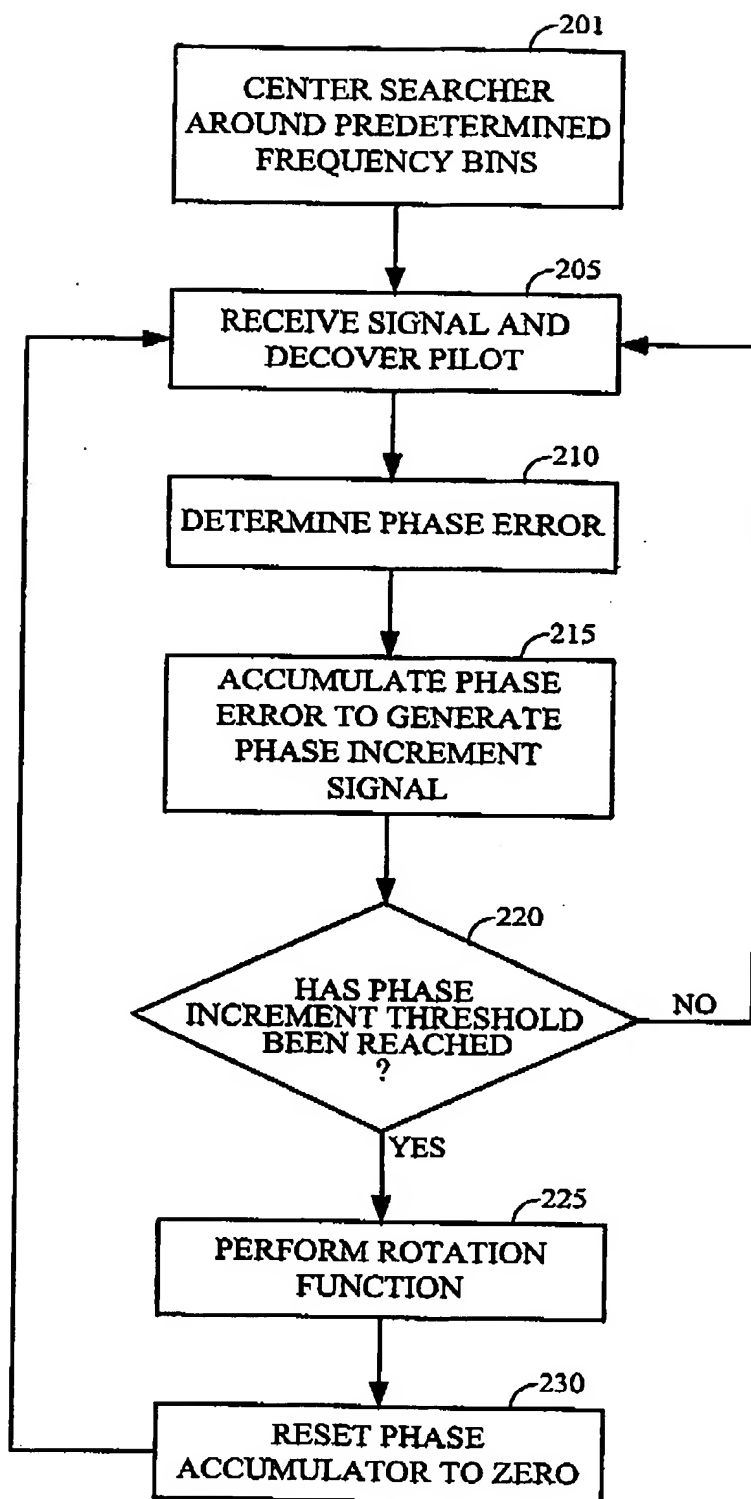 201
CENTER SEARCHER
AROUND PREDETERMINED
FREQUENCY BINS
205
RECEIVE SIGNAL AND
DECOVER PILOT
210
DETERMINE PHASE ERROR
215
ACCUMULATE PHASE
ERROR TO GENERATE
PHASE INCREMENT
SIGNAL
220
HAS PHASE
INCREMENT THRESHOLD
BEEN REACHED
?
NO
YES
225
PERFORM ROTATION
FUNCTION
230
RESET PHASE
ACCUMULATOR TO ZERO